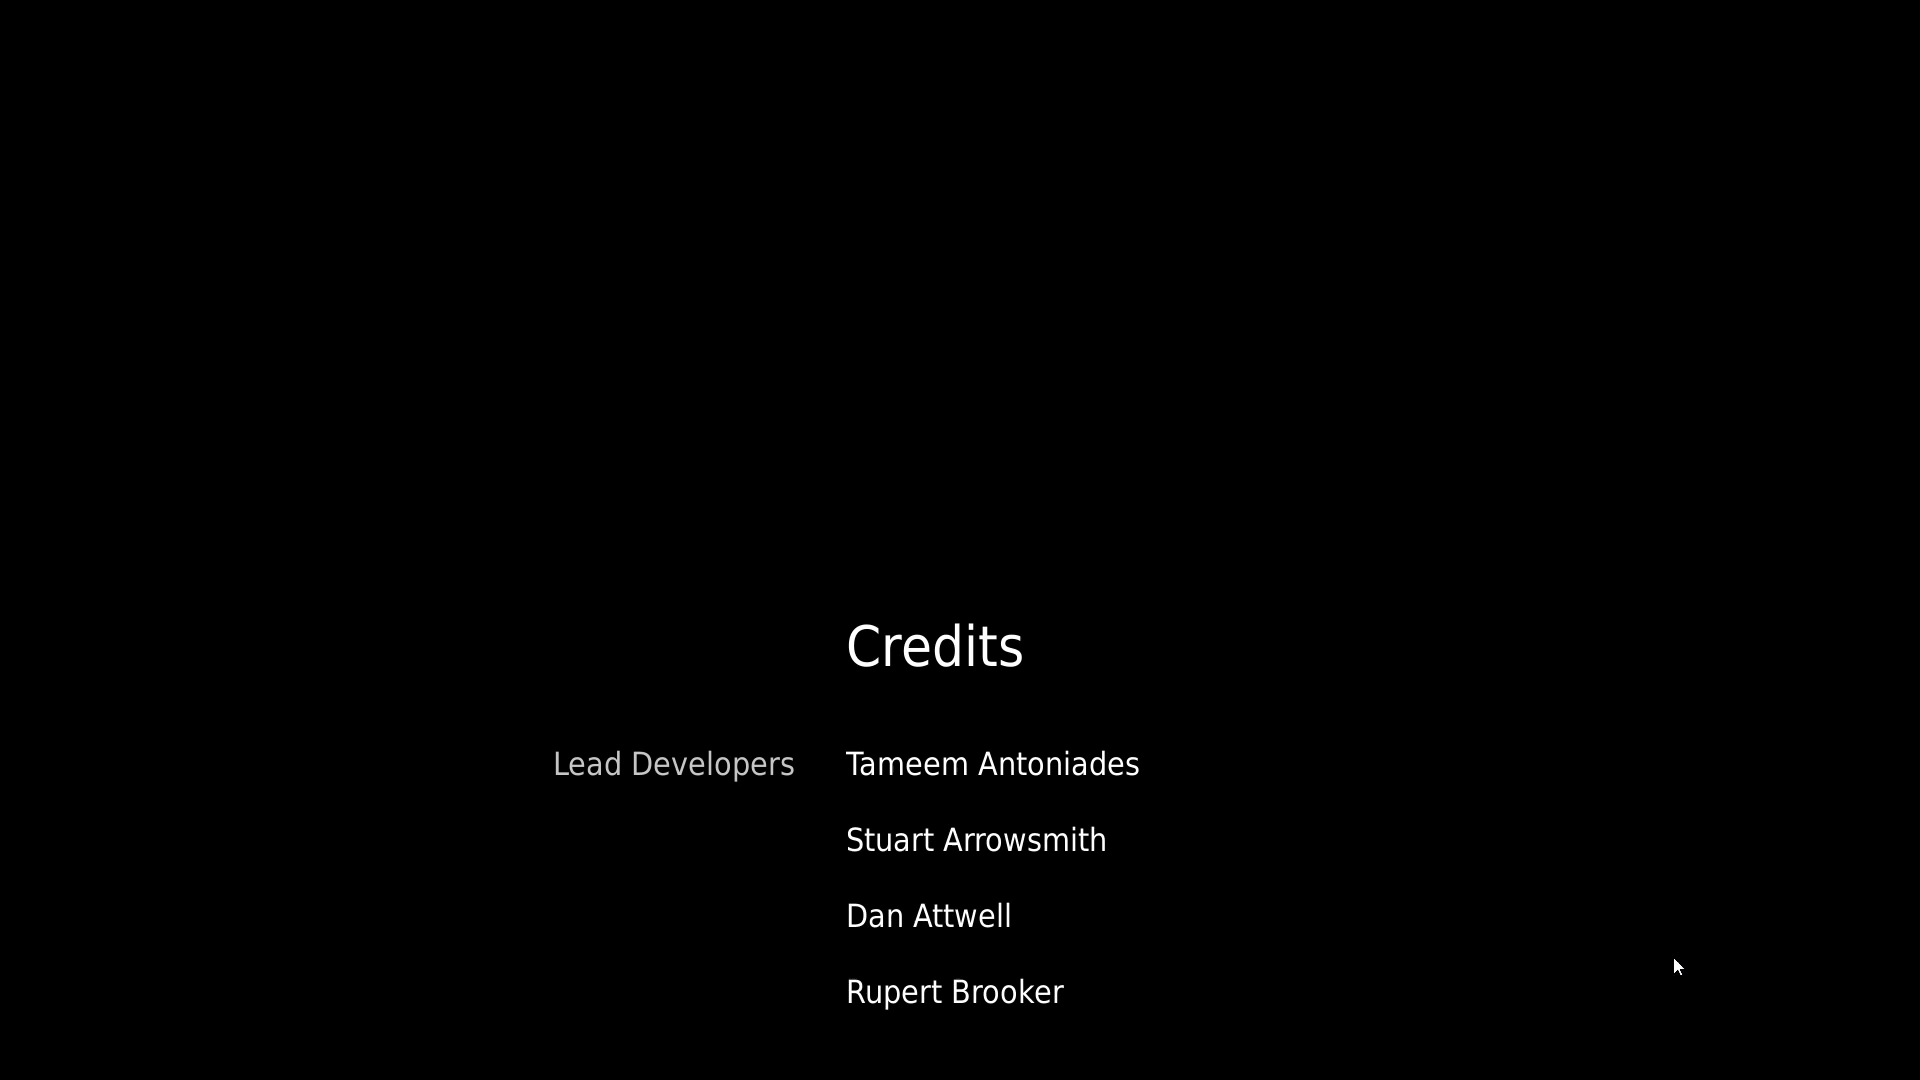 Credits
Lead Developers Tameem Antoniades
Stuart Arrowsmith
Dan Attwell
Rupert Brooker